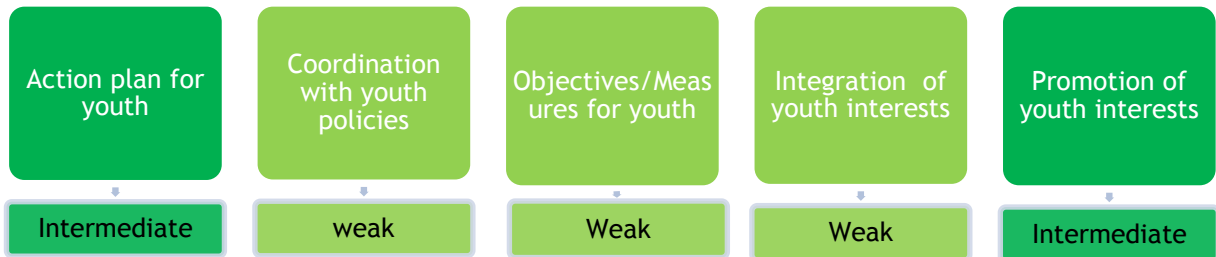 Action plan for
youth
Coordination
with youth
policies
Objectives/Meas
ures for youth
Integration of
youth interests
Promotion of
youth interests
Intermediate
weak
Weak
Weak
Intermediate